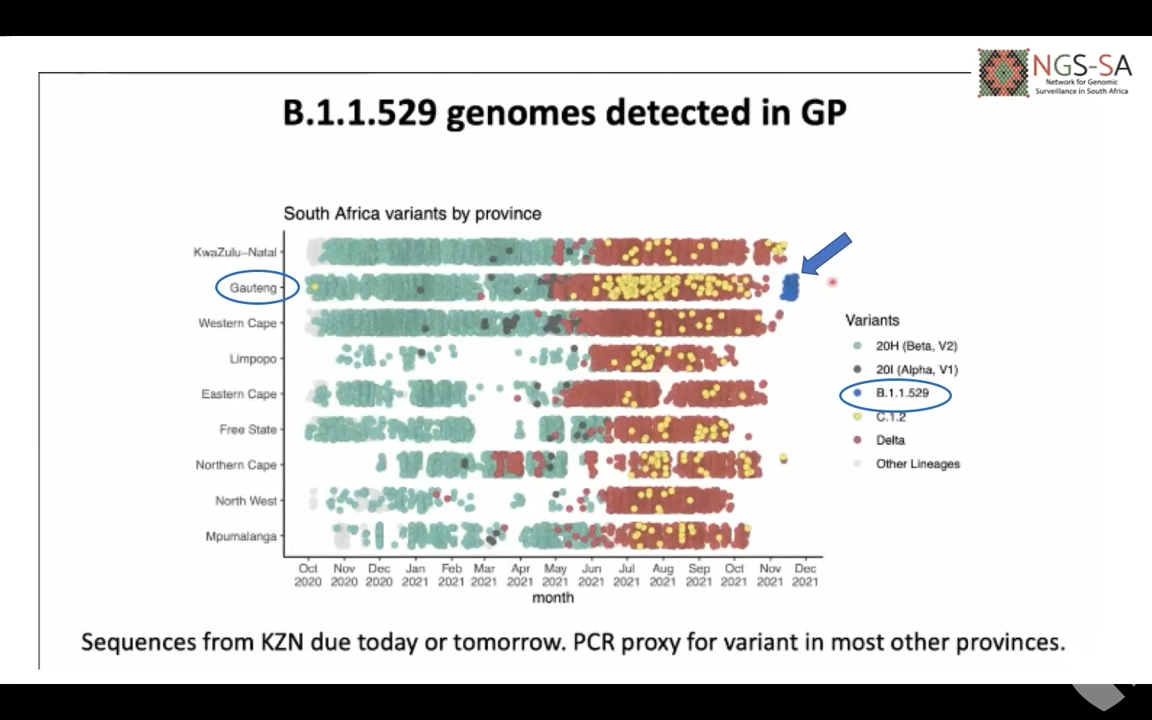 NGS-SA
Network for Genomic
Surveillance in South Africa
B.1.1.529 genomes detected in GP
South Africa variants by province
KwaZulu-Natal
Gauteng
Western Cape
Limpopo
Eastern Cape
Free State
Northern Cape
North West
Mpumalanga
Oct Nov Dec Jan Feb Mar Apr May Jun Jul Aug Sep Oct Nov Dec
2020 2020 2020 2021 2021 2021 2021 2021 2021 2021 2021 2021 2021 2021 2021
month
Variants
20H (Beta, V2)
20I (Alpha, V1)
B.1.1.529
C.1.2
Delta
Other Lineages
Sequences from KZN due today or tomorrow. PCR proxy for variant in most other provinces.